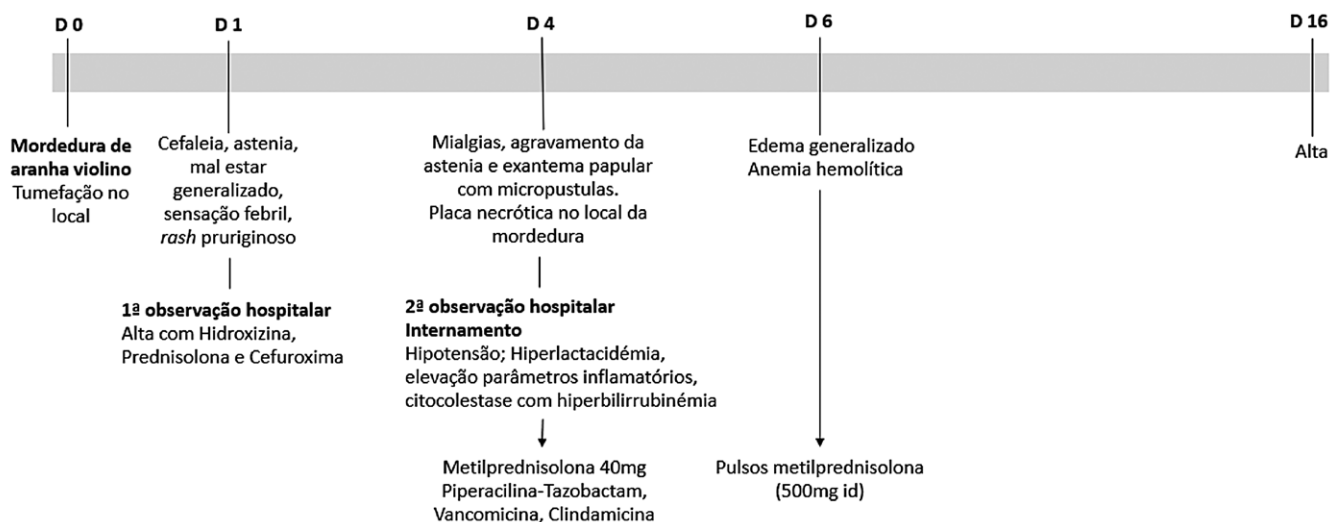 D 0
D 1
D 4
D 6
D 16
Mordedura de
aranha violino
Tumefação no
local
Cefaleia, astenia,
mal estar
generalizado,
sensação febril,
rash pruriginoso
1ª observação hospitalar
Alta com Hidroxizina,
Prednisolona e Cefuroxima
Mialgias, agravamento da
astenia e exantema papular
com micropustulas.
Placa necrótica no local da
mordedura
2ª observação hospitalar
Internamento
Hipotensão; Hiperlactacidémia,
elevação parâmetros inflamatórios,
citocolestase com hiperbilirrubinémia
Metilprednisolona 40mg
Piperacilina-Tazobactam,
Vancomicina, Clindamicina
Edema generalizado
Anemia hemolítica
Pulsos metilprednisolona
(500mg id)
Alta